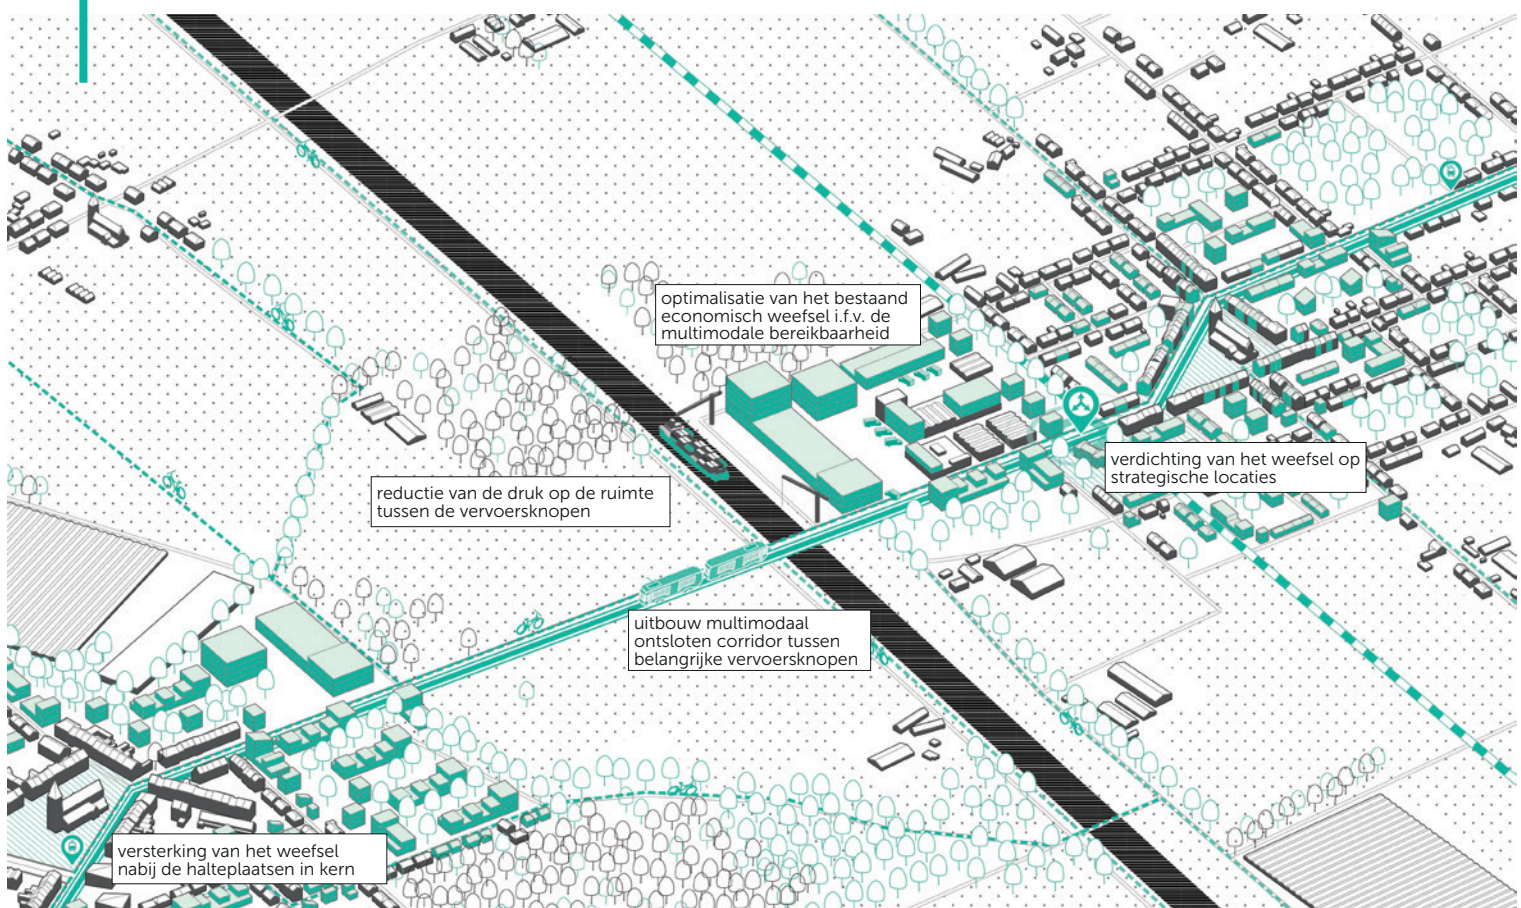 optimalisatie van het bestaand
economisch weefsel i.f.v. de
multimodale bereikbaarheid
verdichting van het weefsel op
strategische locaties
reductie van de druk op de ruimte
tussen de vervoersknopen
uitbouw multimodaal
ontsloten corridor tussen
belangrijke vervoersknopen
versterking van het weefsel
nabij de halteplaatsen in kern